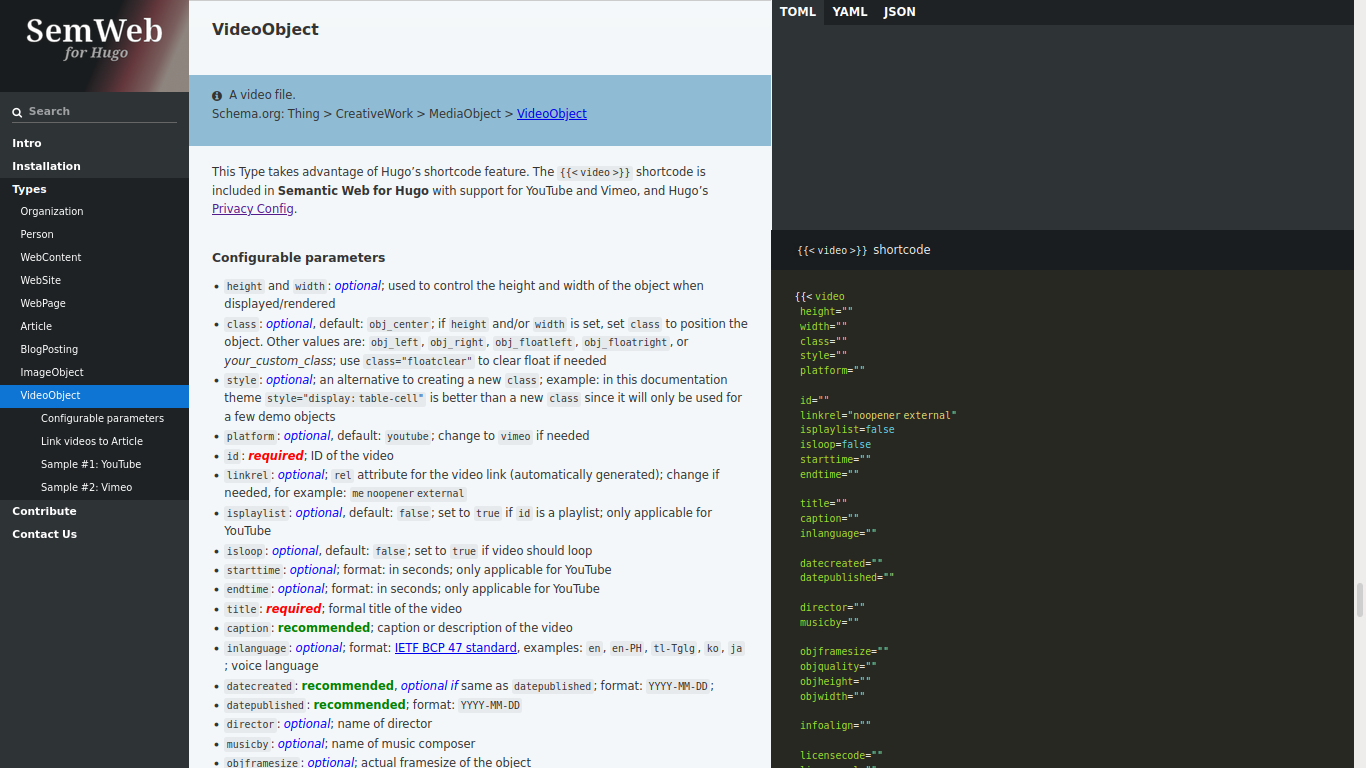 SemWeb
for Hugo
Search
Intro
Installation
Types
Organization
Person
WebContent
WebSite
WebPage
Article
BlogPosting
ImageObject
VideoObject
Configurable parameters
Link videos to Article
Sample #1: YouTube
Sample #2: Vimeo
Contribute
Contact Us
VideoObject
A video file.
Schema.org: Thing > CreativeWork > MediaObject > VideoObject
This Type takes advantage of Hugo’s shortcode feature. The {{< video >}} shortcode is
included in Semantic Web for Hugo with support for YouTube and Vimeo, and Hugo’s
Privacy Config.
Configurable parameters
• height and width: optional; used to control the height and width of the object when
displayed/rendered
• class: optional, default: obj_center; if height and/or width is set, set class to position the
object. Other values are: obj_left, obj_right, obj_floatleft, obj_floatright, or
your_custom_class; use class="floatclear" to clear float if needed
• style: optional; an alternative to creating a new class; example: in this documentation
theme style="display: table-cell" is better than a new class since it will only be used for
a few demo objects
• platform: optional, default: youtube; change to vimeo if needed
• id: required; ID of the video
• linkrel: optional; rel attribute for the video link (automatically generated); change if
needed, for example: me noopener external
• isplaylist: optional, default: false; set to true if id is a playlist; only applicable for
YouTube
• isloop: optional, default: false; set to true if video should loop
• starttime: optional; format: in seconds; only applicable for YouTube
• endtime: optional; format: in seconds; only applicable for YouTube
• title: required; formal title of the video
• caption: recommended; caption or description of the video
• inlanguage: optional; format: IETF BCP 47 standard, examples: en, en-PH, tl-Tglg, ko, ja
; voice language
• datecreated: recommended, optional if same as datepublished; format: YYYY-MM-DD;
• datepublished: recommended; format: YYYY-MM-DD
• director: optional; name of director
• musicby: optional; name of music composer
• objframesize: optional; actual framesize of the object
TOML YAML JSON
{{< video >}} shortcode
{{< video
height=""
width=""
class=""
style=""
platform=""
id=""
linkrel="noopener external"
isplaylist=false
isloop=false
starttime=""
endtime=""
title=""
caption=""
inlanguage=""
datecreated=""
datepublished=""
director=""
musicby=""
objframesize=""
objquality=""
objheight=""
objwidth=""
infoalign=""
licensecode=""